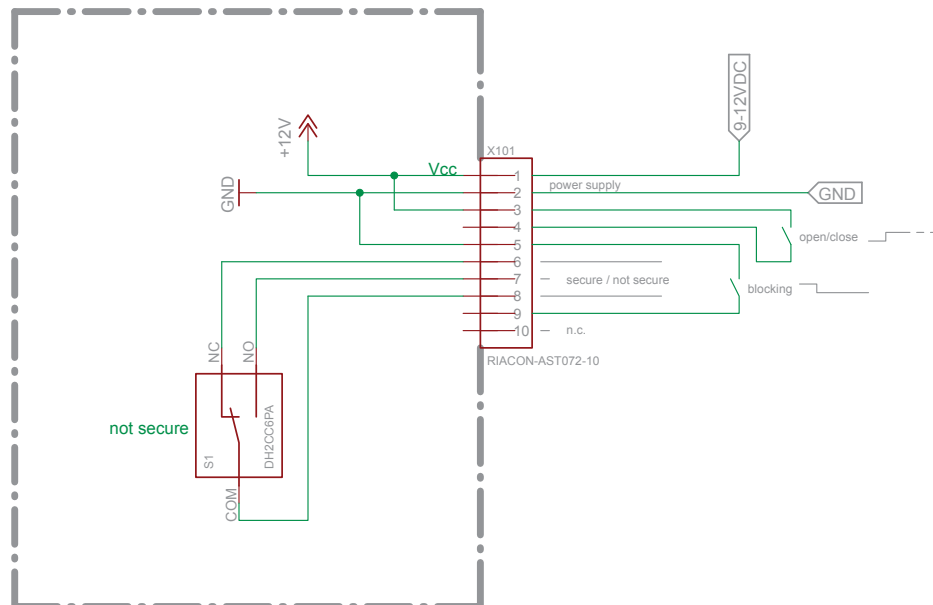 9-12VDC
+12V
X101
Vcc
1
power supply
GND
2
GND
3
4
open/close
5
6
7
secure / not secure
8
blocking
9
10
n.c.
RIACON-AST072-10
NC
NO
not secure
S1
DH2CC6PA
COM